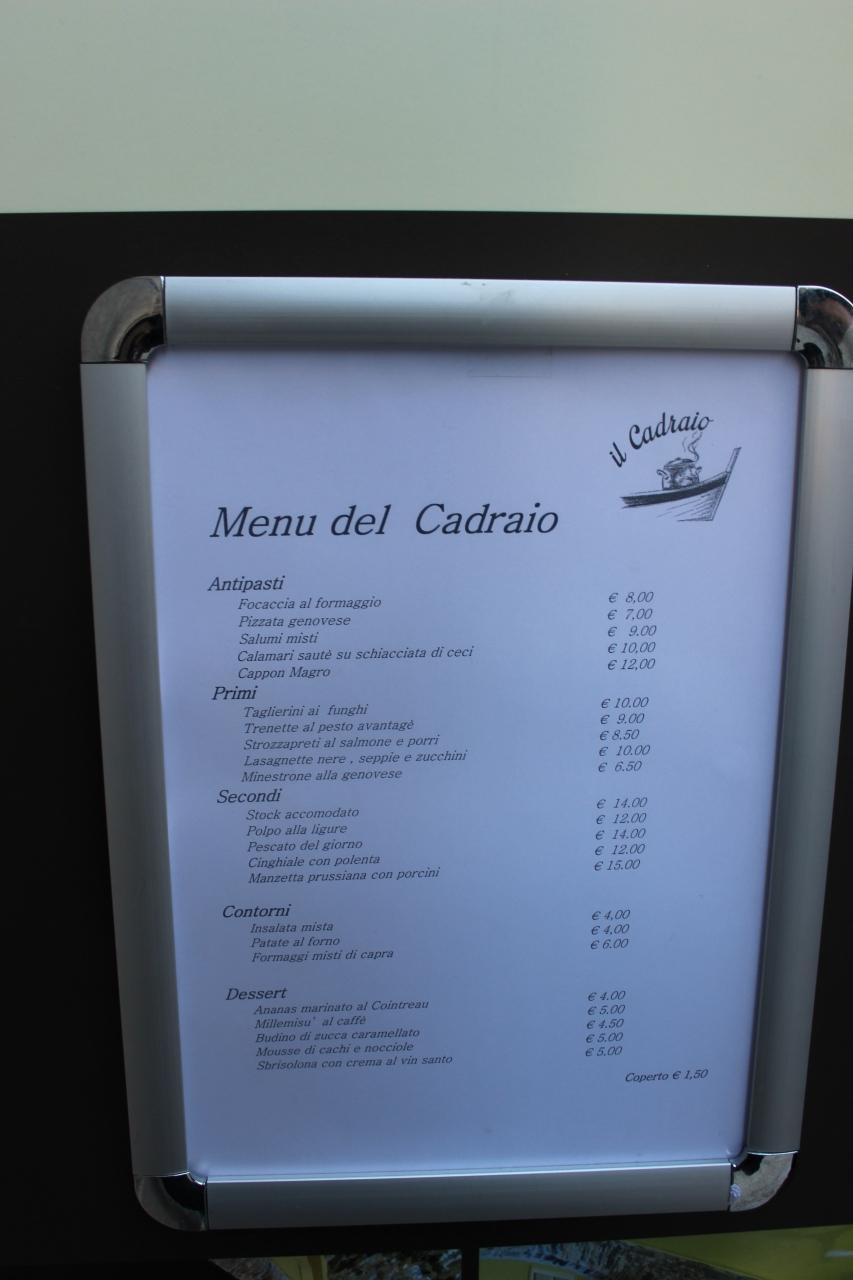 il Cadraio
Menu del Cadraio
Antipasti
Focaccia al formaggio € 8,00
Pizzata genovese € 7,00
Salumi misti € 9.00
Calamari sautè su schiacciata di ceci € 10,00
Cappon Magro € 12,00
Primi
Taglierini ai funghi € 10.00
Trenette al pesto avantagè € 9.00
Strozzapreti al salmone e porri € 8.50
Lasagnette nere , seppie e zucchini € 10.00
Minestrone alla genovese € 6.50
Secondi
Stock accomodato € 14.00
Polpo alla ligure € 12.00
Pescato del giorno € 14.00
Cinghiale con polenta € 12.00
Manzetta prussiana con porcini € 15.00
Contorni
Insalata mista € 4,00
Patate al forno € 4,00
Formaggi misti di capra € 6.00
Dessert
Ananas marinato al Cointreau € 4.00
Millemisu' al caffè € 5.00
Budino di zucca caramellato € 4.50
Mousse di cachi e nocciole € 5.00
Sbrisolona con crema al vin santo € 5.00
Coperto € 1,50